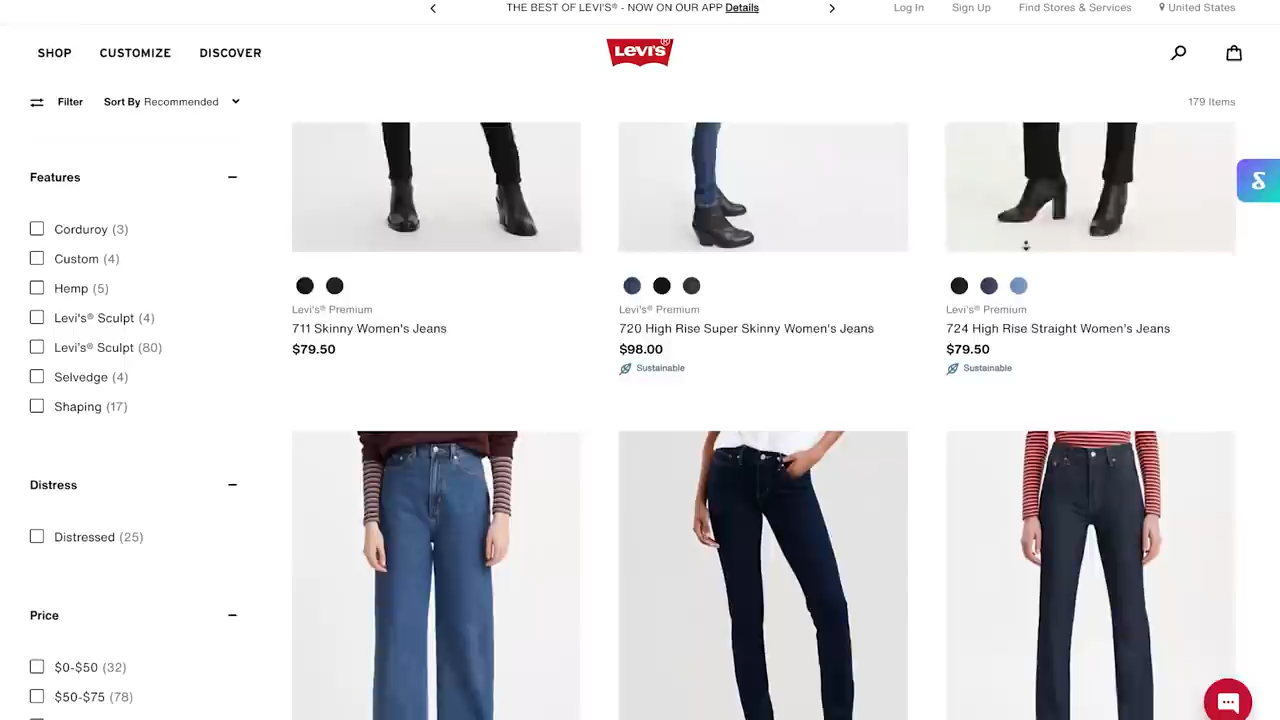 THE BEST OF LEVI'S® - NOW ON OUR APP Details
Log In
Sign Up
Find Stores & Services
United States
SHOP
CUSTOMIZE
DISCOVER
Levi's®
Filter
Sort By Recommended
179 Items
Features
Corduroy (3)
Custom (4)
Hemp (5)
Levi's® Sculpt (4)
Levi’s® Sculpt (80)
Selvedge (4)
Shaping (17)
Distress
Distressed (25)
Price
$0-$50 (32)
$50-$75 (78)
Levi's® Premium
711 Skinny Women's Jeans
$79.50
Levi's® Premium
720 High Rise Super Skinny Women's Jeans
$98.00
Sustainable
Levi's® Premium
724 High Rise Straight Women's Jeans
$79.50
Sustainable